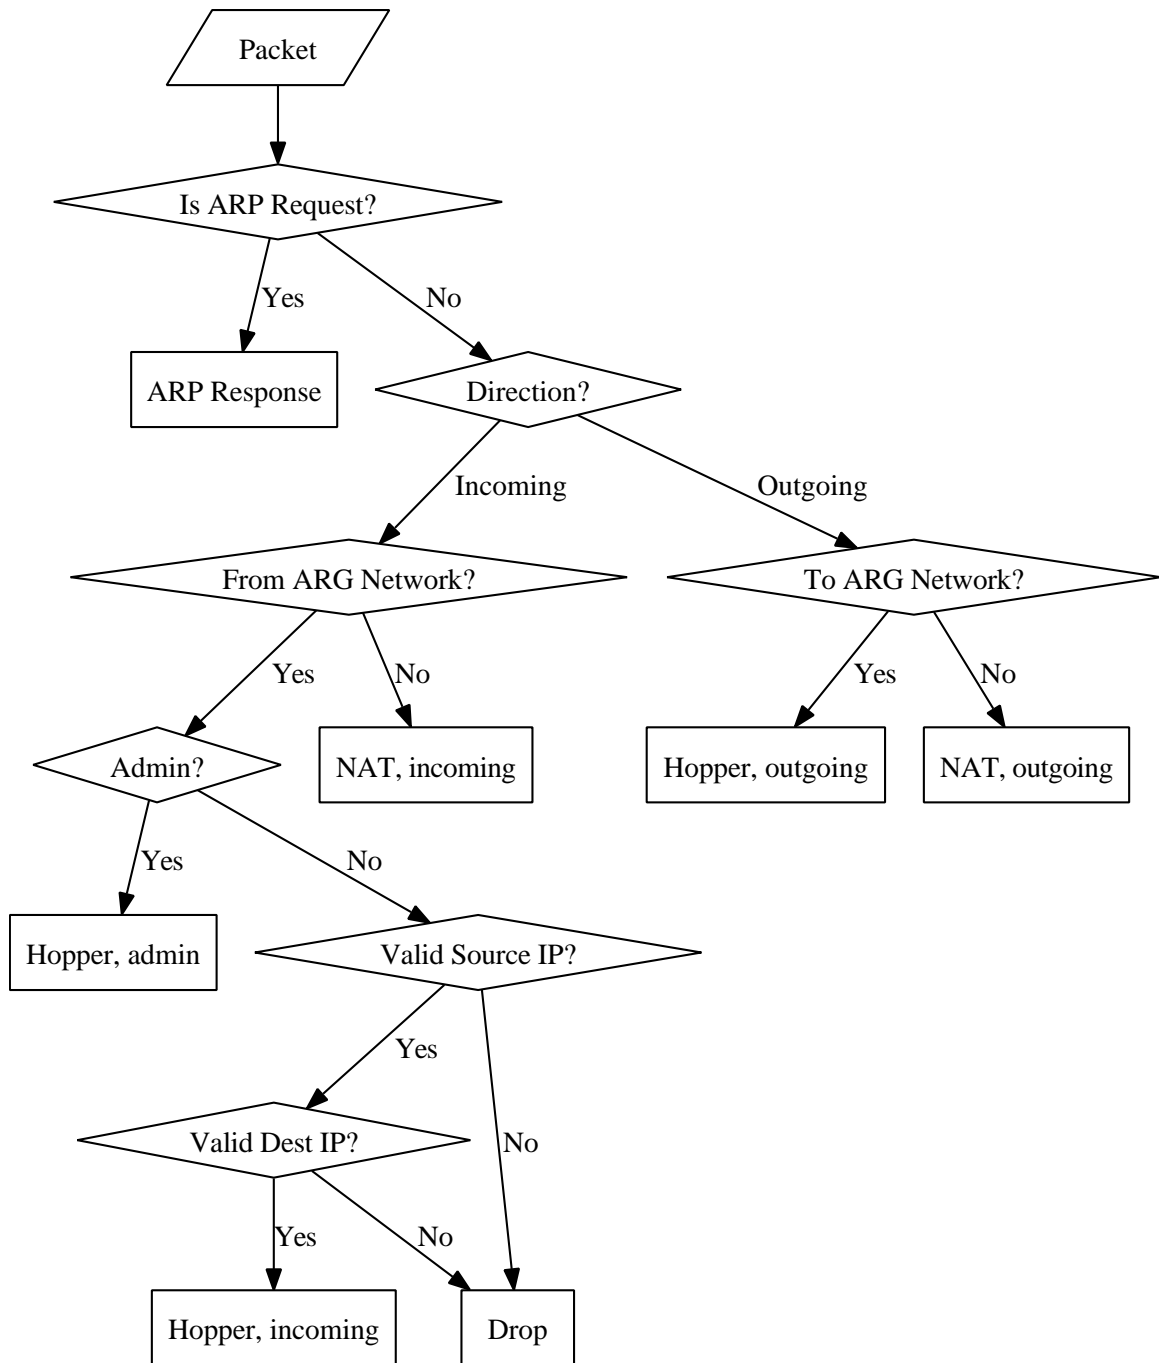 Packet
Is ARP Request?
Yes
No
ARP Response
Direction?
Incoming
Outgoing
From ARG Network?
To ARG Network?
Yes
No
Yes
No
Admin?
NAT, incoming
Hopper, outgoing
NAT, outgoing
Yes
No
Hopper, admin
Valid Source IP?
Yes
Valid Dest IP?
No
Yes
No
Hopper, incoming
Drop